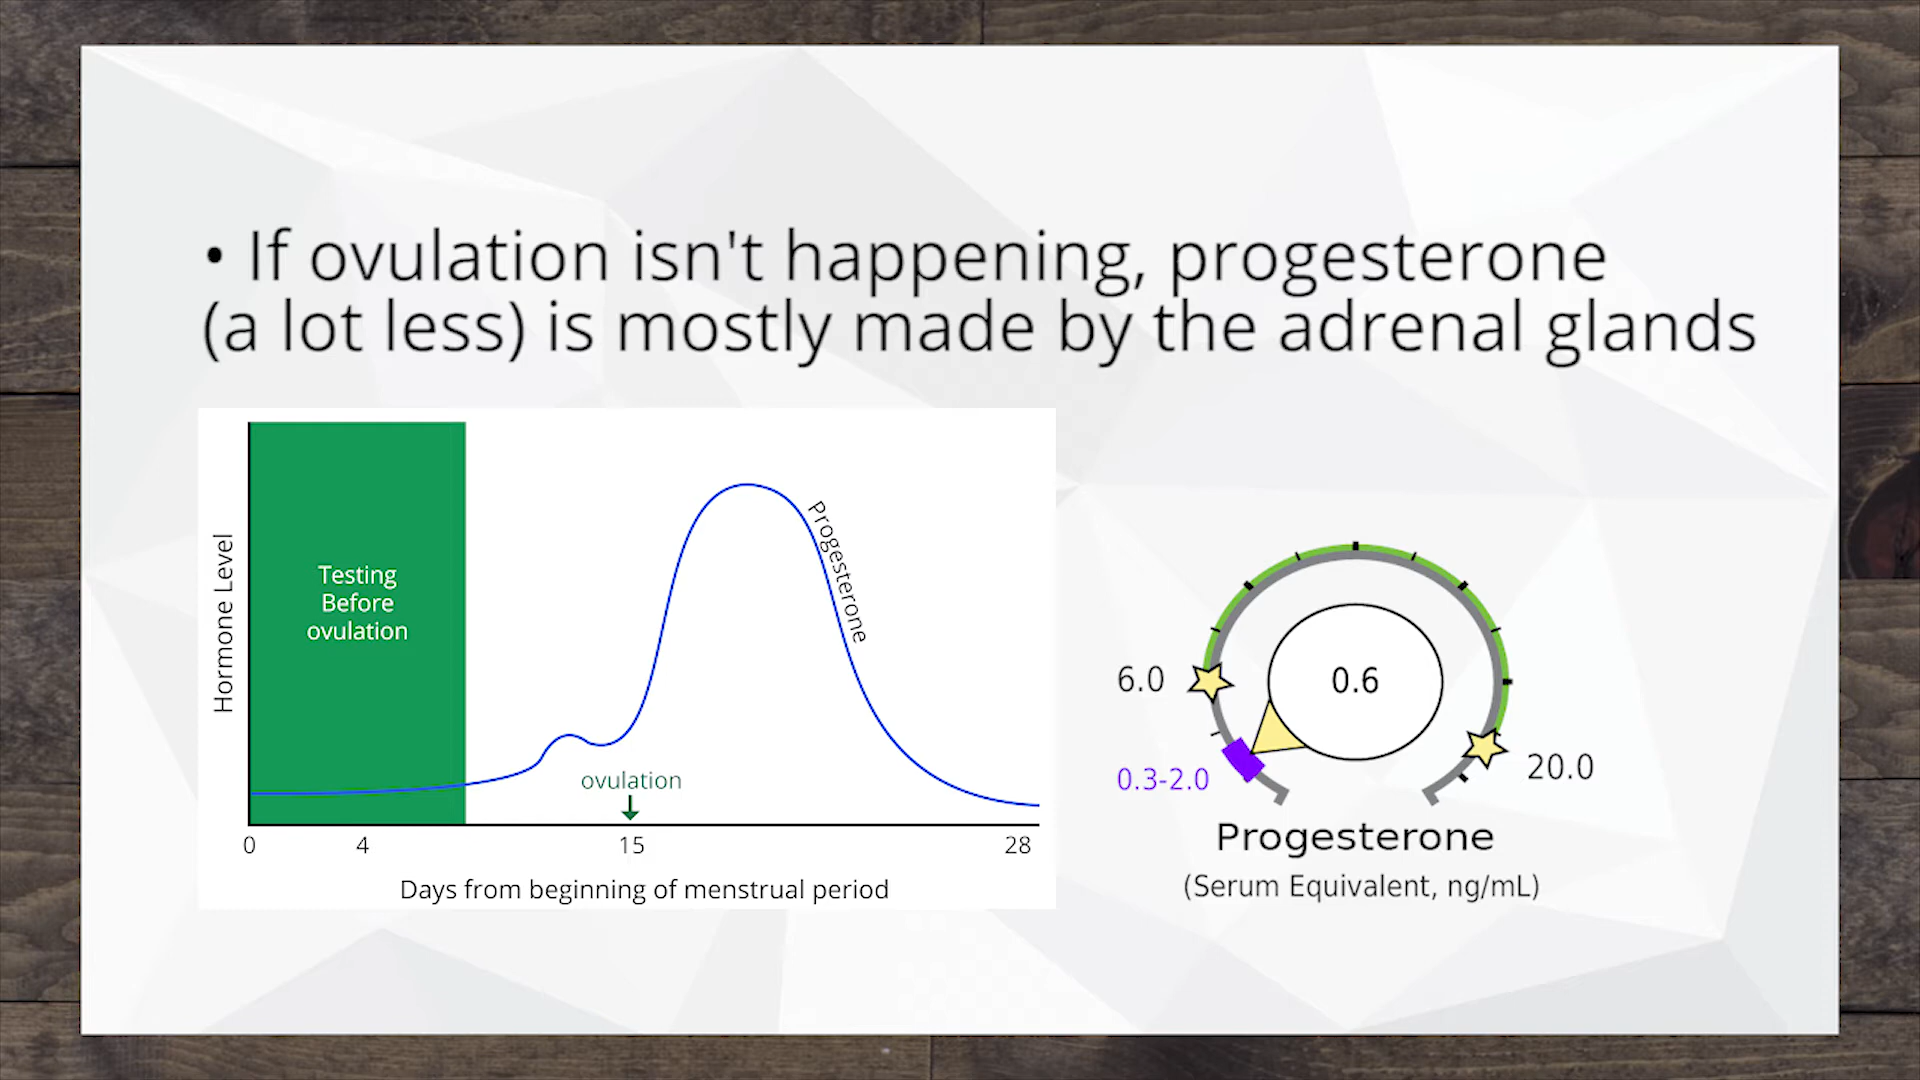 • If ovulation isn't happening, progesterone
(a lot less) is mostly made by the adrenal glands
Hormone Level
Testing
Before
ovulation
Progesterone
ovulation
0 4 15 28
Days from beginning of menstrual period
6.0
0.6
0.3-2.0
20.0
Progesterone
(Serum Equivalent, ng/mL)